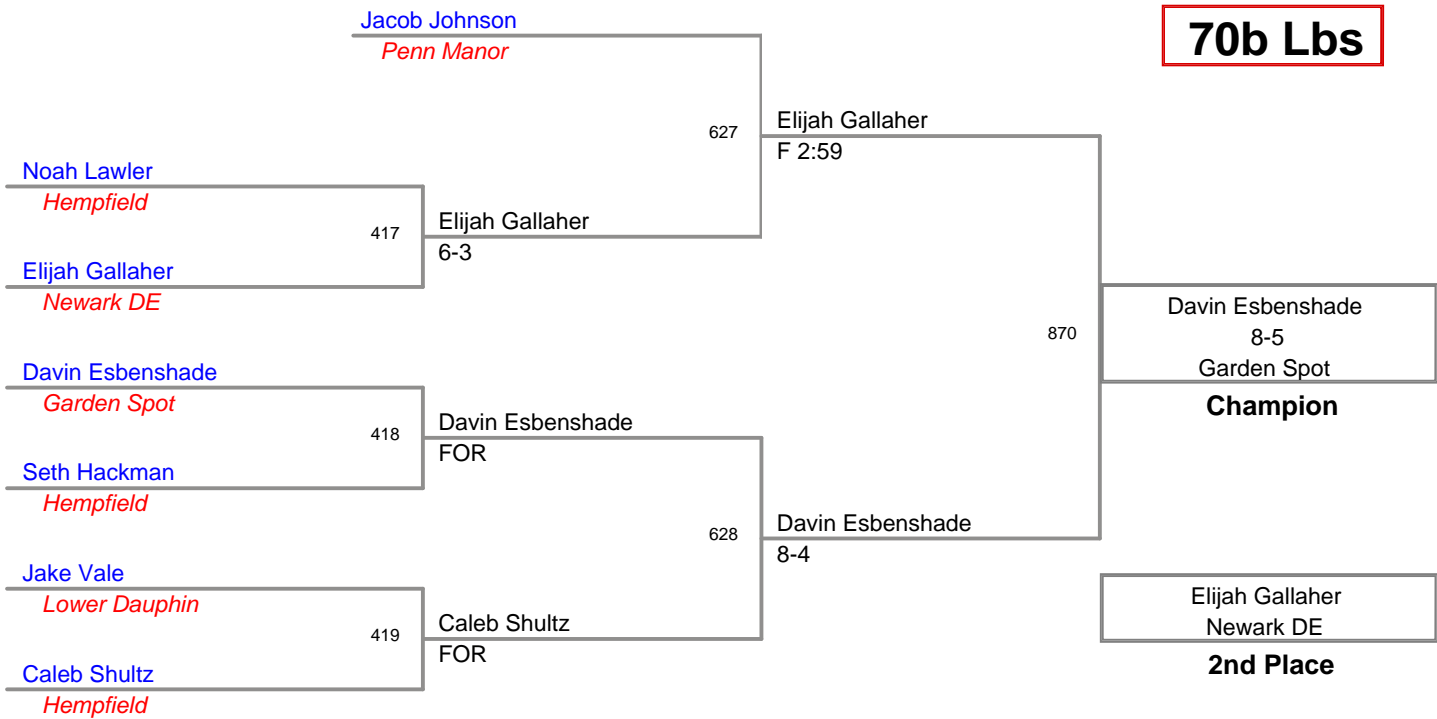 Jacob Johnson
Penn Manor
70b Lbs
627
Elijah Gallaher
F 2:59
Noah Lawler
Hempfield
417
Elijah Gallaher
6-3
Elijah Gallaher
Newark DE
870
Davin Esbenshade
8-5
Garden Spot
Champion
Davin Esbenshade
Garden Spot
418
Davin Esbenshade
FOR
Seth Hackman
Hempfield
628
Davin Esbenshade
8-4
Jake Vale
Lower Dauphin
419
Caleb Shultz
FOR
Caleb Shultz
Hempfield
Elijah Gallaher
Newark DE
2nd Place